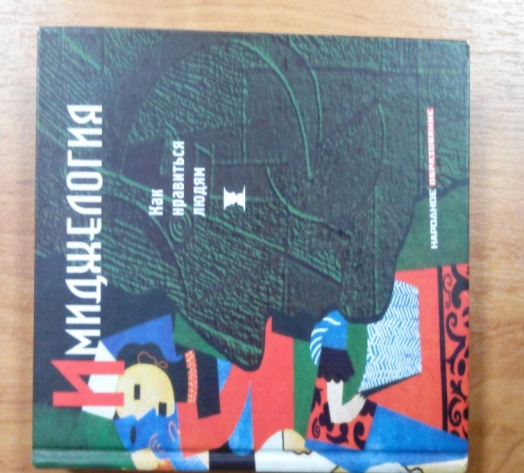 ИМИДЖЕЛОГИЯ
Как
нравиться
людям
НАРОДНОЕ ОБРАЗОВАНИЕ